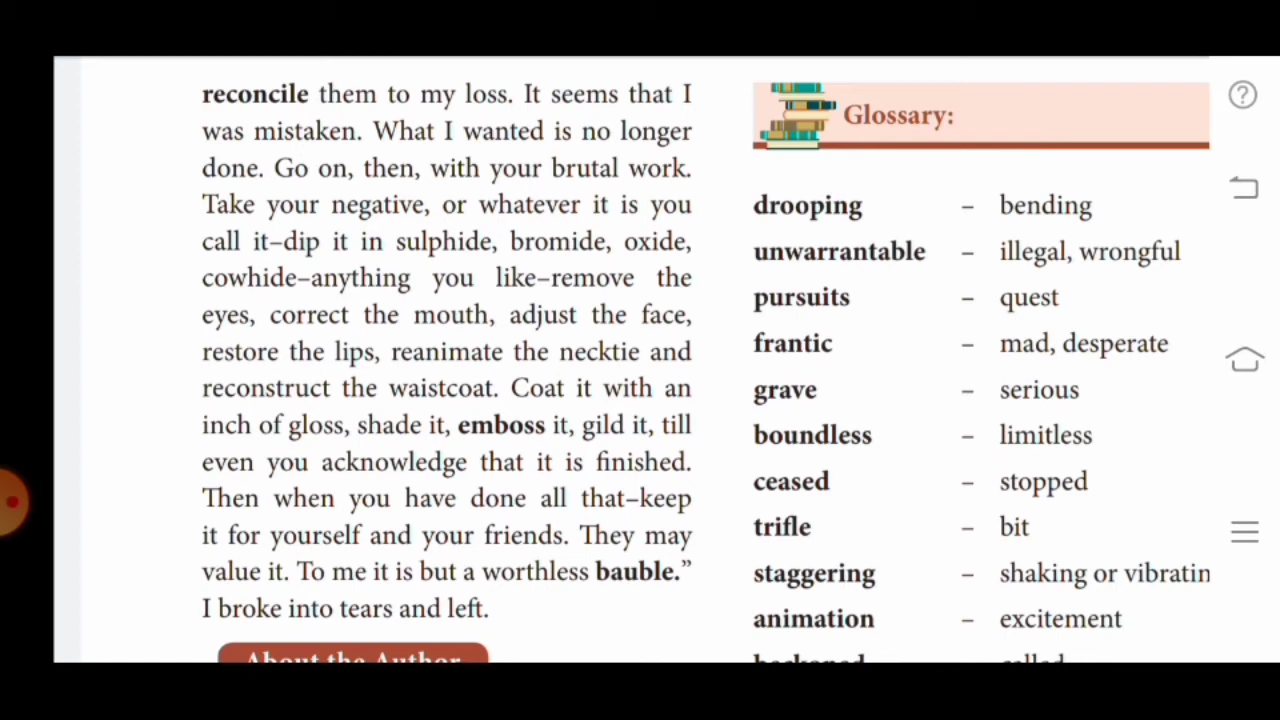 reconcile them to my loss. It seems that I
was mistaken. What I wanted is no longer
done. Go on, then, with your brutal work.
Take your negative, or whatever it is you
call it–dip it in sulphide, bromide, oxide,
cowhide–anything you like–remove the
eyes, correct the mouth, adjust the face,
restore the lips, reanimate the necktie and
reconstruct the waistcoat. Coat it with an
inch of gloss, shade it, emboss it, gild it, till
even you acknowledge that it is finished.
Then when you have done all that–keep
it for yourself and your friends. They may
value it. To me it is but a worthless bauble.”
I broke into tears and left.
About the Author
Glossary:
drooping – bending
unwarrantable – illegal, wrongful
pursuits – quest
frantic – mad, desperate
grave – serious
boundless – limitless
ceased – stopped
trifle – bit
staggering – shaking or vibratin
animation – excitement